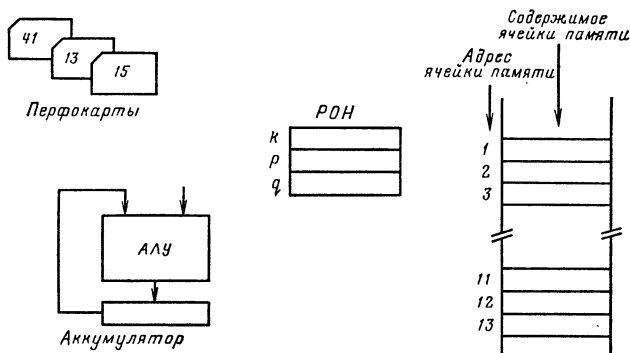 41
13
15
Перфокарты
РОН
k
p
q
АЛУ
Аккумулятор
Содержимое
ячейки памяти
Адрес
ячейки памяти
1
2
3
11
12
13